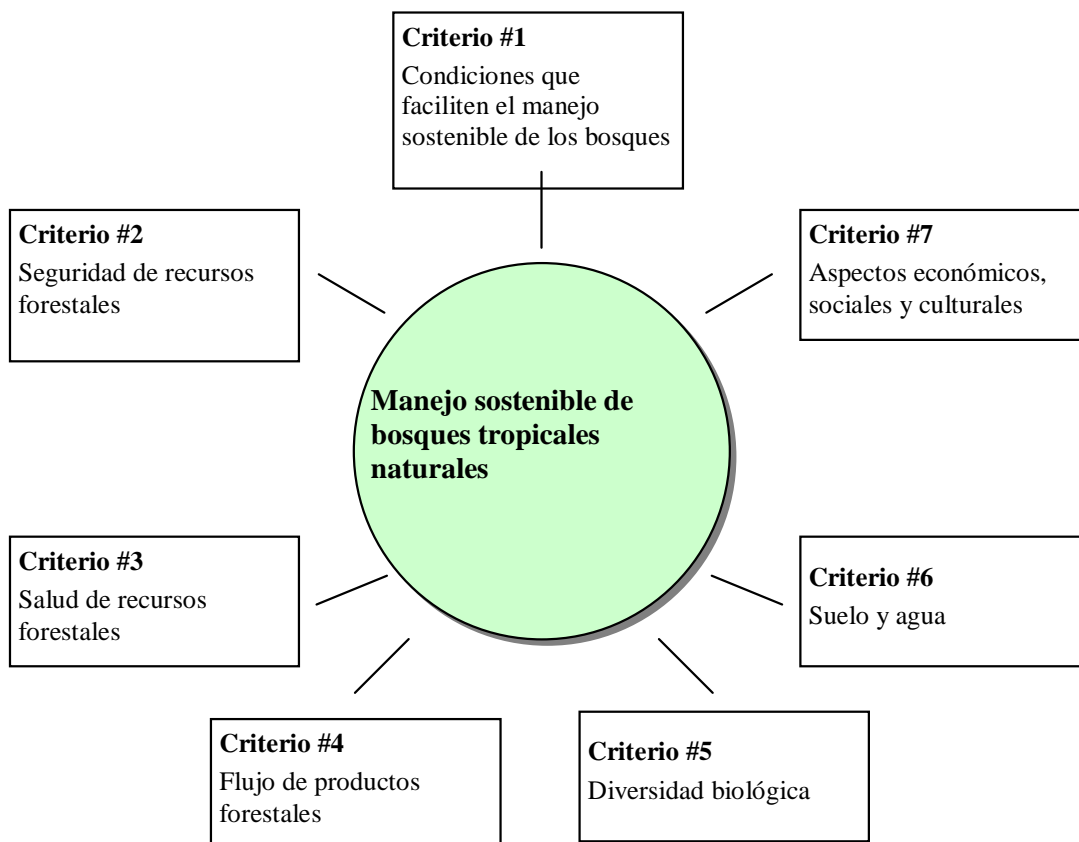 Criterio #1
Condiciones que
faciliten el manejo
sostenible de los bosques
Criterio #2
Seguridad de recursos
forestales
Criterio #7
Aspectos económicos,
sociales y culturales
Manejo sostenible de
bosques tropicales
naturales
Criterio #3
Salud de recursos
forestales
Criterio #6
Suelo y agua
Criterio #4
Flujo de productos
forestales
Criterio #5
Diversidad biológica